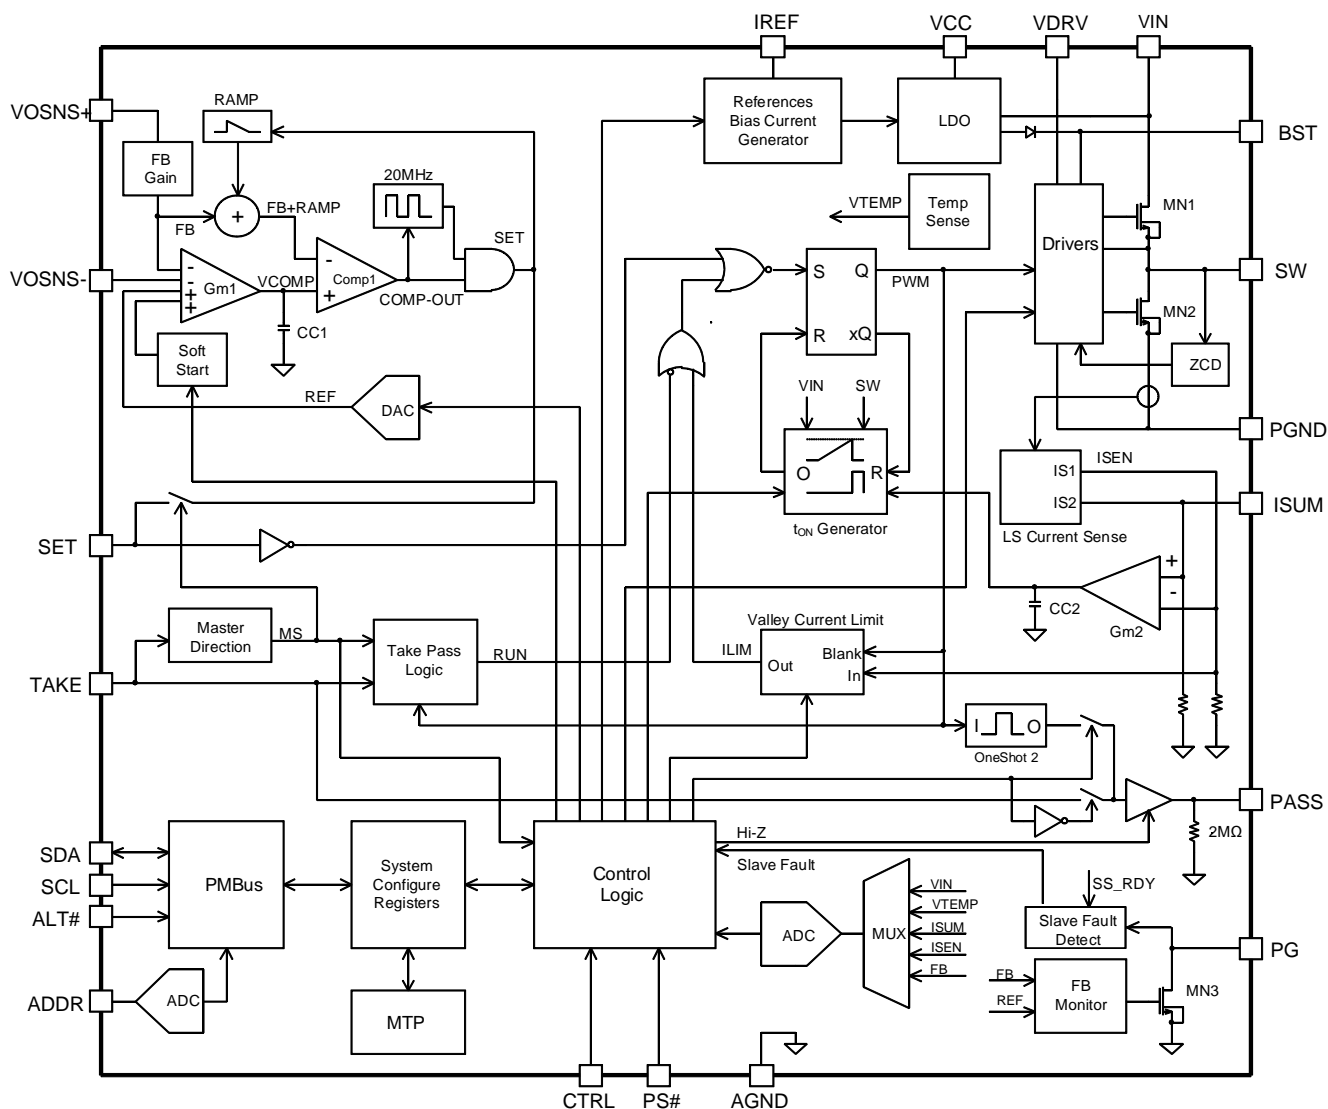 IREF
VCC
VDRV
VIN
VOSNS+
RAMP
References
Bias Current
Generator
LDO
BST
FB
Gain
20MHz
VTEMP
Temp
Sense
MN1
+
FB+RAMP
FB
SET
Drivers
S
Q
PWM
SW
VOSNS-
-
-
+
+
Gm1
VCOMP
-
+
Comp1
COMP-OUT
MN2
CC1
R
xQ
Soft
Start
ZCD
VIN
SW
REF
DAC
PGND
O
R
tON Generator
ISEN
IS1
IS2
LS Current Sense
ISUM
SET
+
-
CC2
Gm2
Master
Direction
MS
Take Pass
Logic
RUN
Valley Current Limit
ILIM
Out
Blank
In
TAKE
I
O
OneShot 2
PASS
2MΩ
Hi-Z
Slave Fault
SDA
SCL
ALT#
PMBus
System
Configure
Registers
Control
Logic
VIN
VTEMP
ISUM
ISEN
FB
MUX
ADC
SS_RDY
Slave Fault
Detect
PG
FB
REF
FB
Monitor
MN3
ADDR
ADC
MTP
CTRL
PS#
AGND